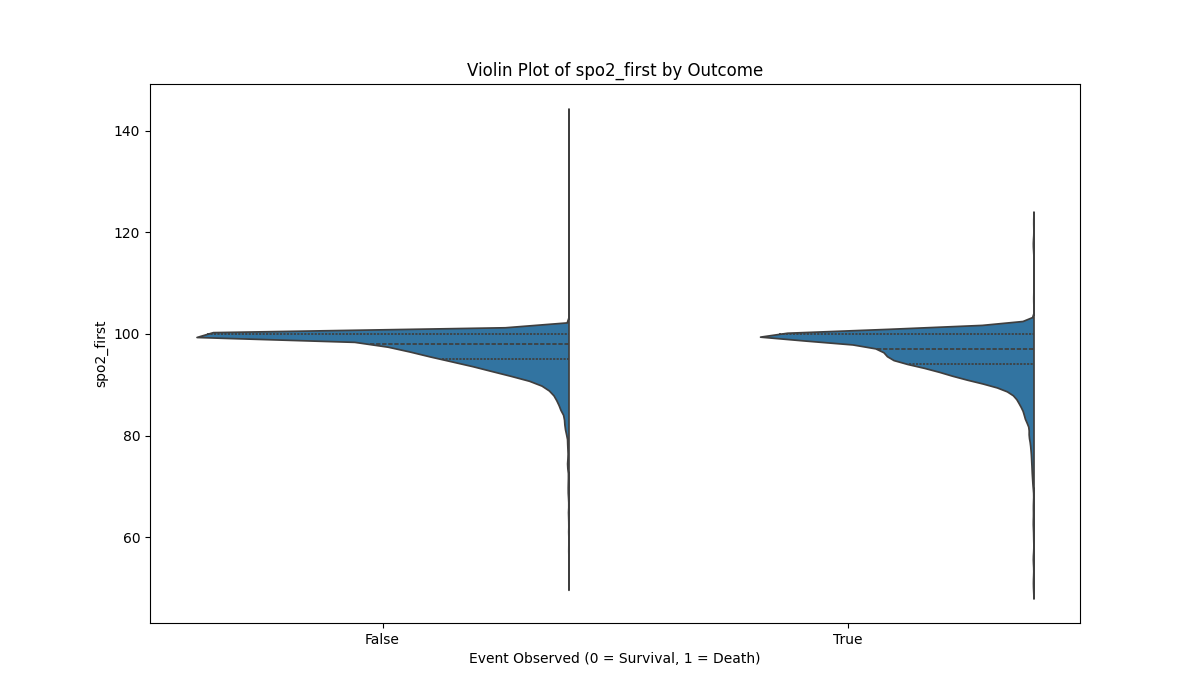 Violin Plot of spo2_first by Outcome
140
120
100
80
60
spo2_first
False
True
Event Observed (0 = Survival, 1 = Death)